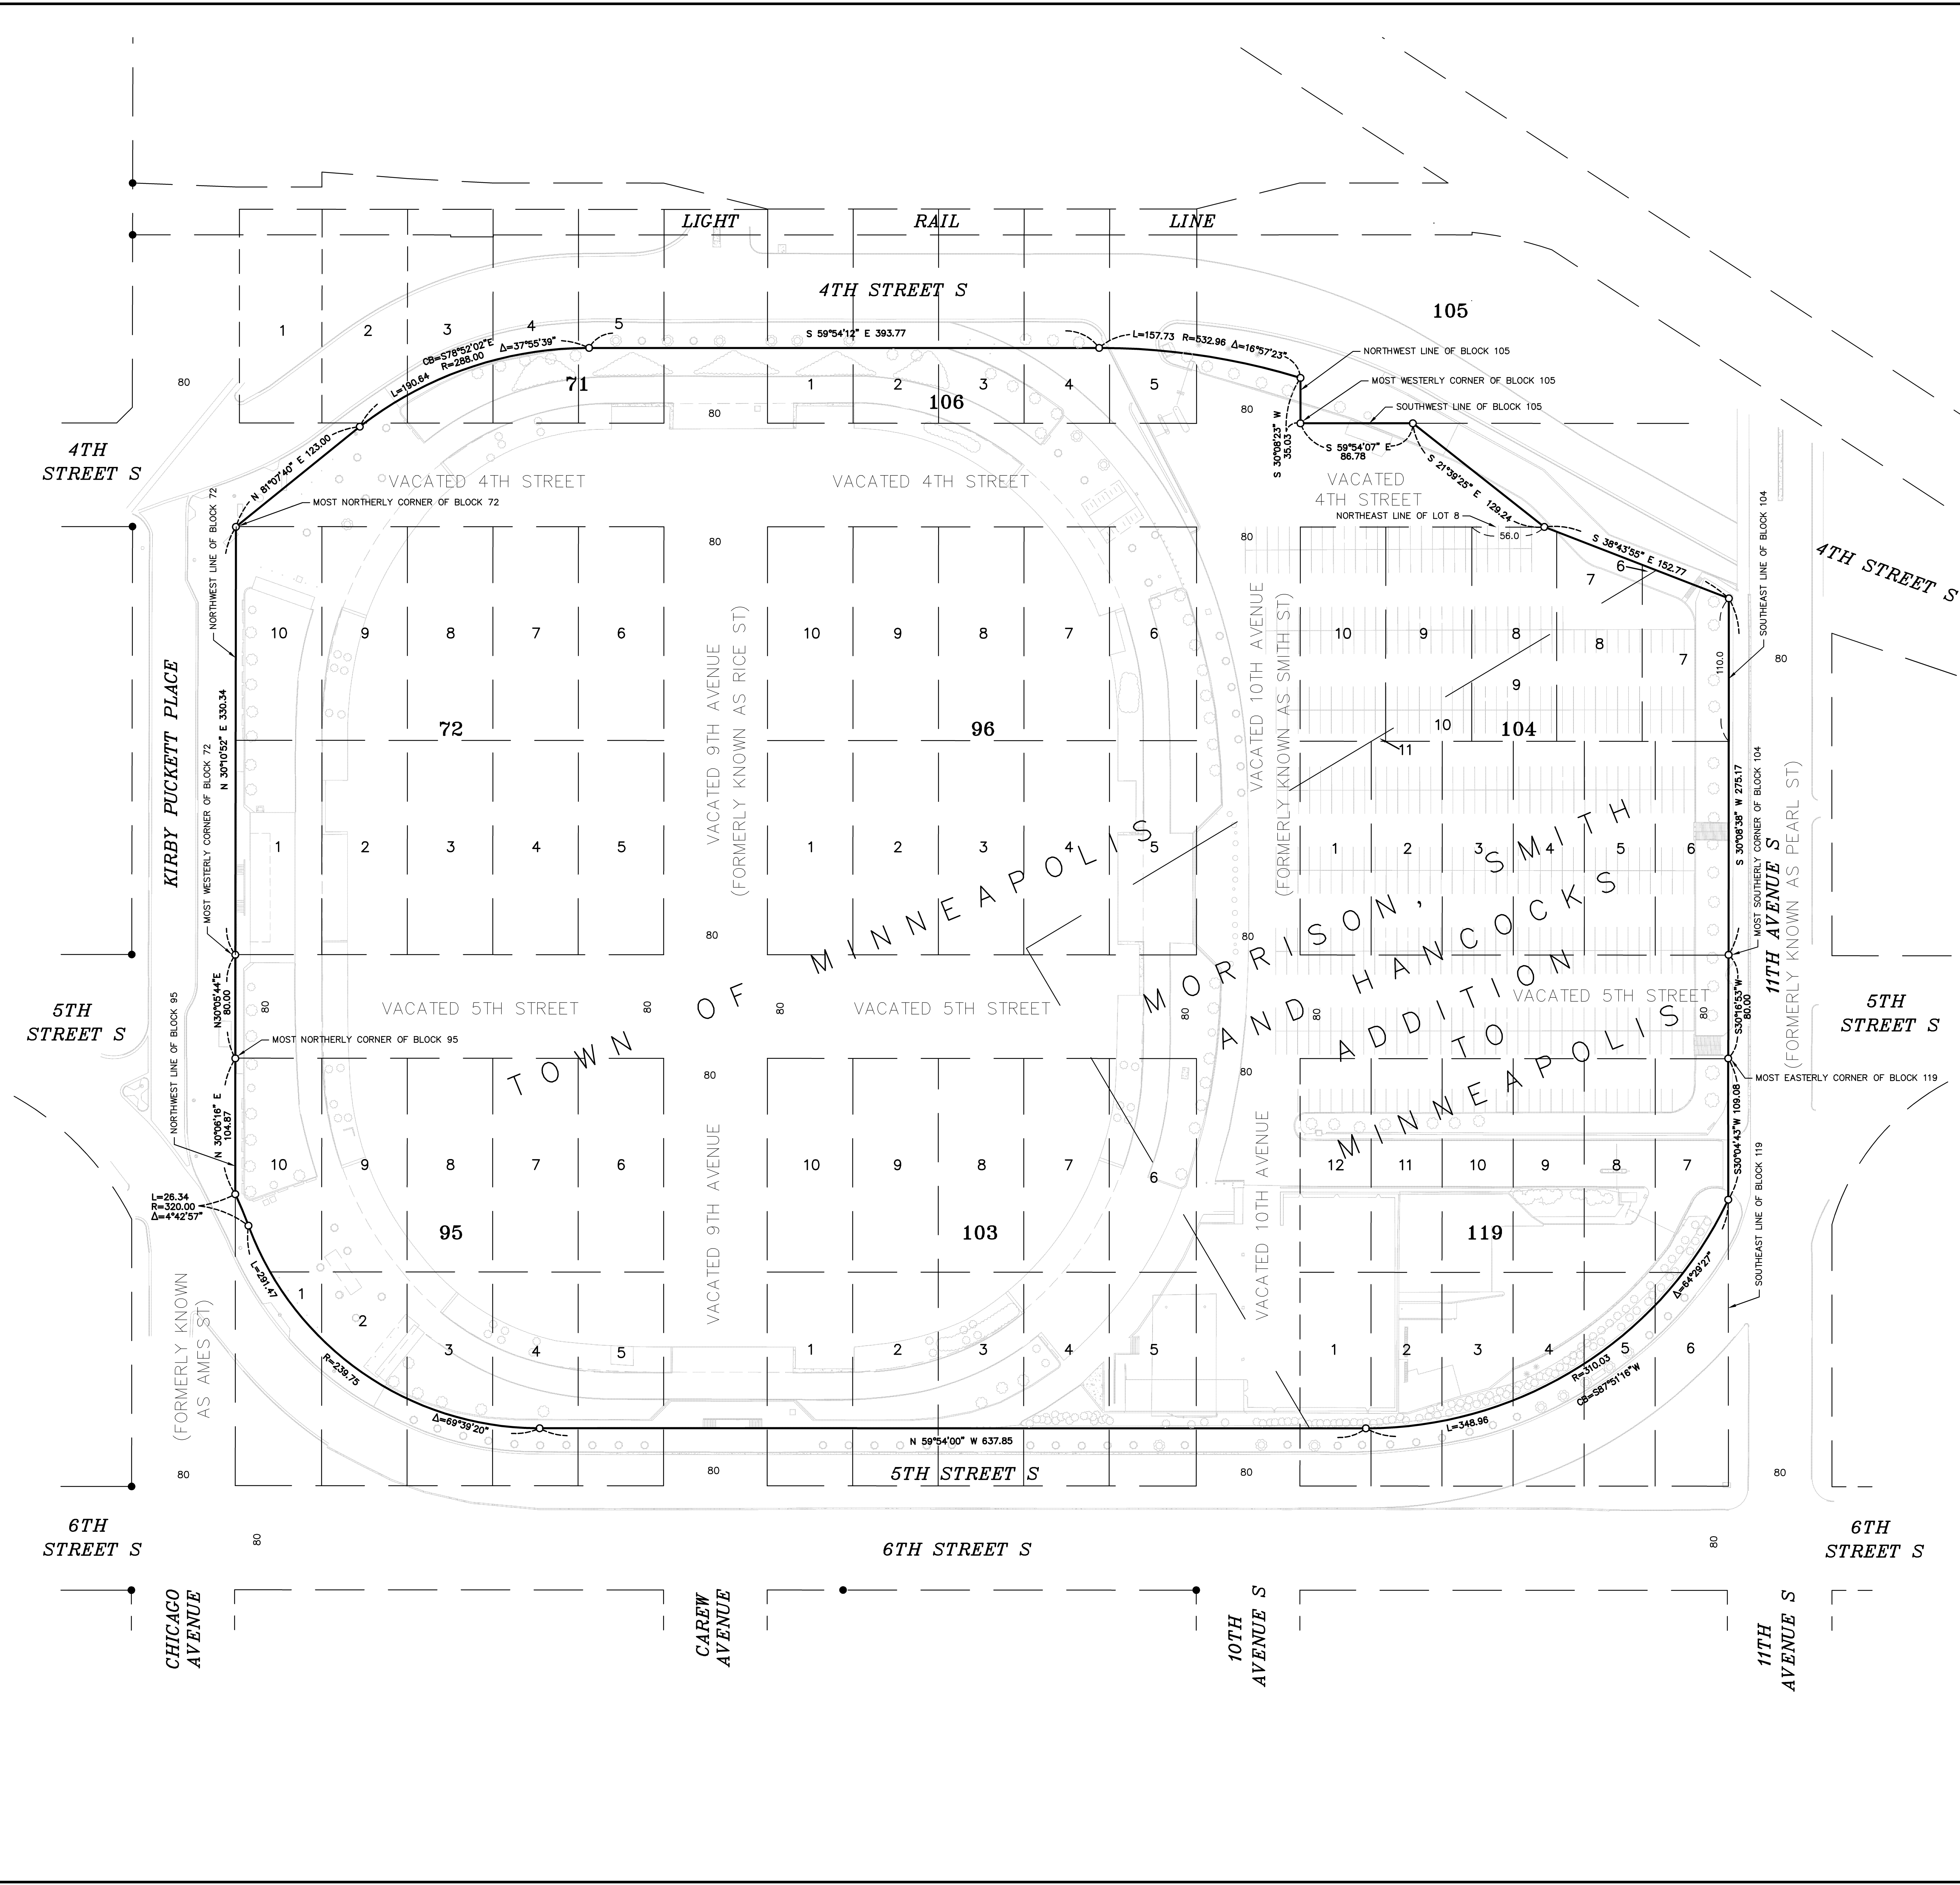 LIGHT RAIL LINE
4TH STREET S
105
1 2 3 4 5
CB=S78°52'02"E Δ=37°55'39"
R=288.00
L=190.64
S 59°54'12" E 393.77
L=157.73 R=532.96 Δ=16°57'23"
NORTHWEST LINE OF BLOCK 105
MOST WESTERLY CORNER OF BLOCK 105
SOUTHWEST LINE OF BLOCK 105
80
71
1 2 3 4 5
106
80
80
4TH
STREET S
N 81°07'40" E 123.00
S 30°08'23" W
35.03
S 59°54'07" E
86.78
S 21°39'25" E 129.24
VACATED 4TH STREET
VACATED 4TH STREET
VACATED
4TH STREET
MOST NORTHERLY CORNER OF BLOCK 72
NORTHEAST LINE OF LOT 8
56.0
80
80
S 38°43'55" E 152.77
4TH STREET S
NORTHWEST LINE OF BLOCK 72
SOUTHEAST LINE OF BLOCK 104
6
7
10 9 8 7 6
10 9 8 7 6
10 9 8 8 7
80
110.0
9
10
11
72
96
104
KIRBY PUCKETT PLACE
N 30°10'52" E 330.34
MOST WESTERLY CORNER OF BLOCK 72
VACATED 9TH AVENUE
(FORMERLY KNOWN AS RICE ST)
VACATED 10TH AVENUE
(FORMERLY KNOWN AS SMITH ST)
S 30°08'38" W 275.17
MOST SOUTHERLY CORNER OF BLOCK 104
11TH AVENUE S
(FORMERLY KNOWN AS PEARL ST)
1 2 3 4 5
1 2 3 4 5
1 2 3 4 5 6
TOWN OF MINNEAPOLIS
MORRISON, SMITH
AND HANCOCKS
ADDITION
TO
MINNEAPOLIS
80
80
5TH
STREET S
NORTHWEST LINE OF BLOCK 95
N30°05'44"E
80.00
80
VACATED 5TH STREET
80
80
VACATED 5TH STREET
80
80
VACATED 5TH STREET
80
S30°16'53"W
80.00
5TH
STREET S
MOST NORTHERLY CORNER OF BLOCK 95
80
80
MOST EASTERLY CORNER OF BLOCK 119
N 30°06'16" E
104.87
S30°04'43"W 109.08
SOUTHEAST LINE OF BLOCK 119
10 9 8 7 6
10 9 8 7 6
12 11 10 9 8 7
L=26.34
R=320.00
Δ=4°42'57"
95
103
119
VACATED 9TH AVENUE
VACATED 10TH AVENUE
L=291.47
Δ=64°29'27"
(FORMERLY KNOWN
AS AMES ST)
1 2 3 4 5
1 2 3 4 5
1 2 3 4 5 6
R=239.75
R=310.03
CB=S87°51'16"W
Δ=69°39'20"
L=348.96
N 59°54'00" W 637.85
80
80
5TH STREET S
80
80
6TH
STREET S
80
6TH STREET S
80
6TH
STREET S
CHICAGO
AVENUE
CAREW
AVENUE
10TH
AVENUE S
11TH
AVENUE S